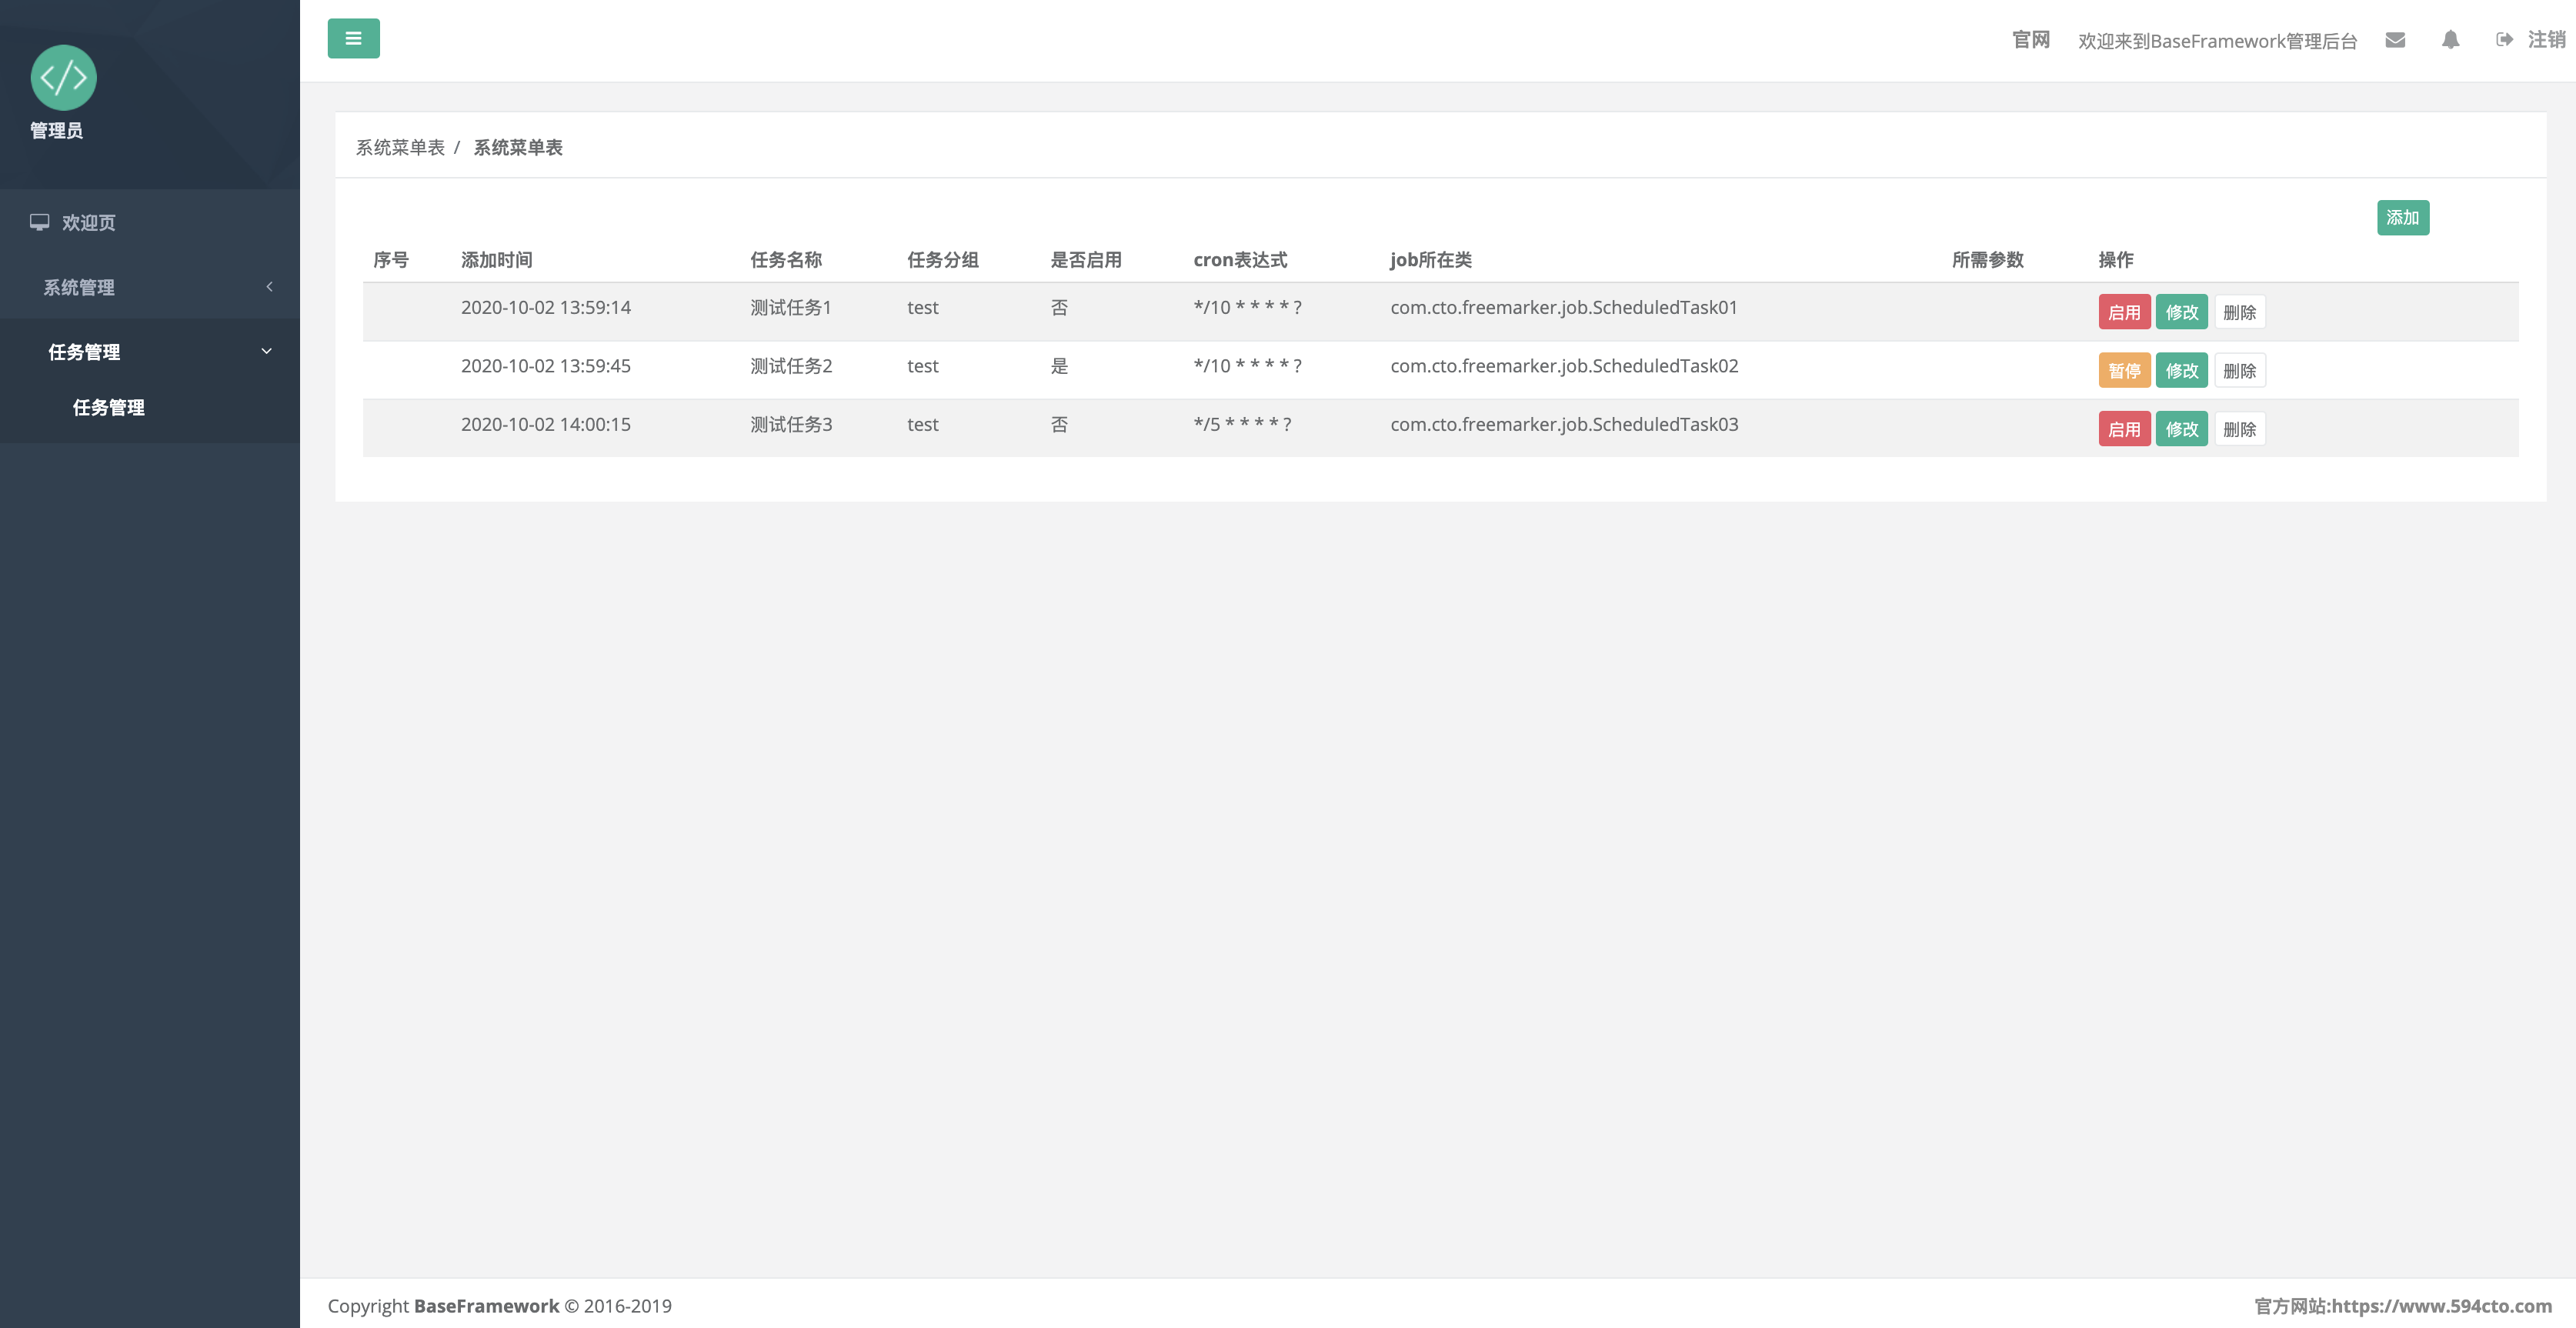 管理员
欢迎页
系统管理
任务管理
任务管理
官网 欢迎来到BaseFramework管理后台 注销
系统菜单表 / 系统菜单表
添加
序号 添加时间 任务名称 任务分组 是否启用 cron表达式 job所在类 所需参数 操作
2020-10-02 13:59:14 测试任务1 test 否 */10 * * * * ? com.cto.freemarker.job.ScheduledTask01 启用 修改 删除
2020-10-02 13:59:45 测试任务2 test 是 */10 * * * * ? com.cto.freemarker.job.ScheduledTask02 暂停 修改 删除
2020-10-02 14:00:15 测试任务3 test 否 */5 * * * * ? com.cto.freemarker.job.ScheduledTask03 启用 修改 删除
Copyright BaseFramework © 2016-2019
官方网站:https://www.594cto.com